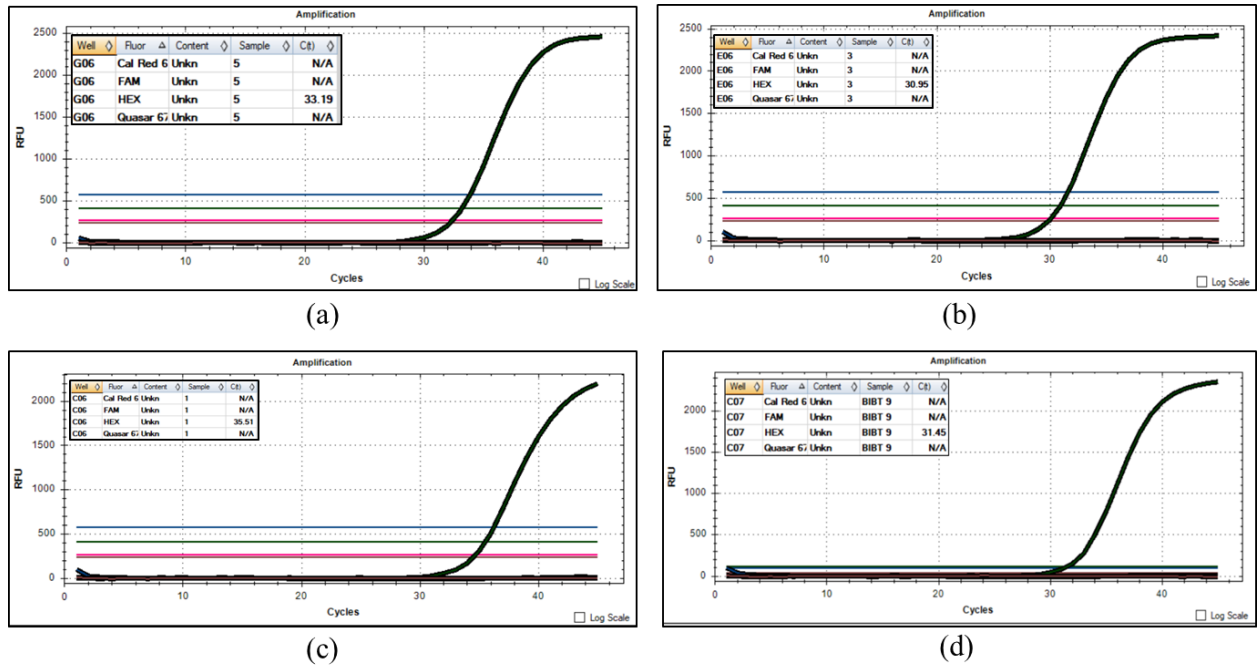 Amplification
Well Fluor Content Sample C(t)
G06 Cal Red 6 Unkn 5 N/A
G06 FAM Unkn 5 N/A
G06 HEX Unkn 5 33.19
G06 Quasar 67 Unkn 5 N/A
2500
2000
1500
1000
500
0
RFU
0 10 20 30 40
Cycles
Log Scale
(a)
Amplification
Well Fluor Content Sample C(t)
E06 Cal Red 6 Unkn 3 N/A
E06 FAM Unkn 3 N/A
E06 HEX Unkn 3 30.95
E06 Quasar 67 Unkn 3 N/A
2500
2000
1500
1000
500
0
RFU
0 10 20 30 40
Cycles
Log Scale
(b)
Amplification
Well Fluor Content Sample C(t)
C06 Cal Red 6 Unkn 1 N/A
C06 FAM Unkn 1 N/A
C06 HEX Unkn 1 35.51
C06 Quasar 67 Unkn 1 N/A
2000
1500
1000
500
0
RFU
0 10 20 30 40
Cycles
Log Scale
(c)
Amplification
Well Fluor Content Sample C(t)
C07 Cal Red 6 Unkn BIBT 9 N/A
C07 FAM Unkn BIBT 9 N/A
C07 HEX Unkn BIBT 9 31.45
C07 Quasar 67 Unkn BIBT 9 N/A
2000
1500
1000
500
0
RFU
0 10 20 30 40
Cycles
Log Scale
(d)